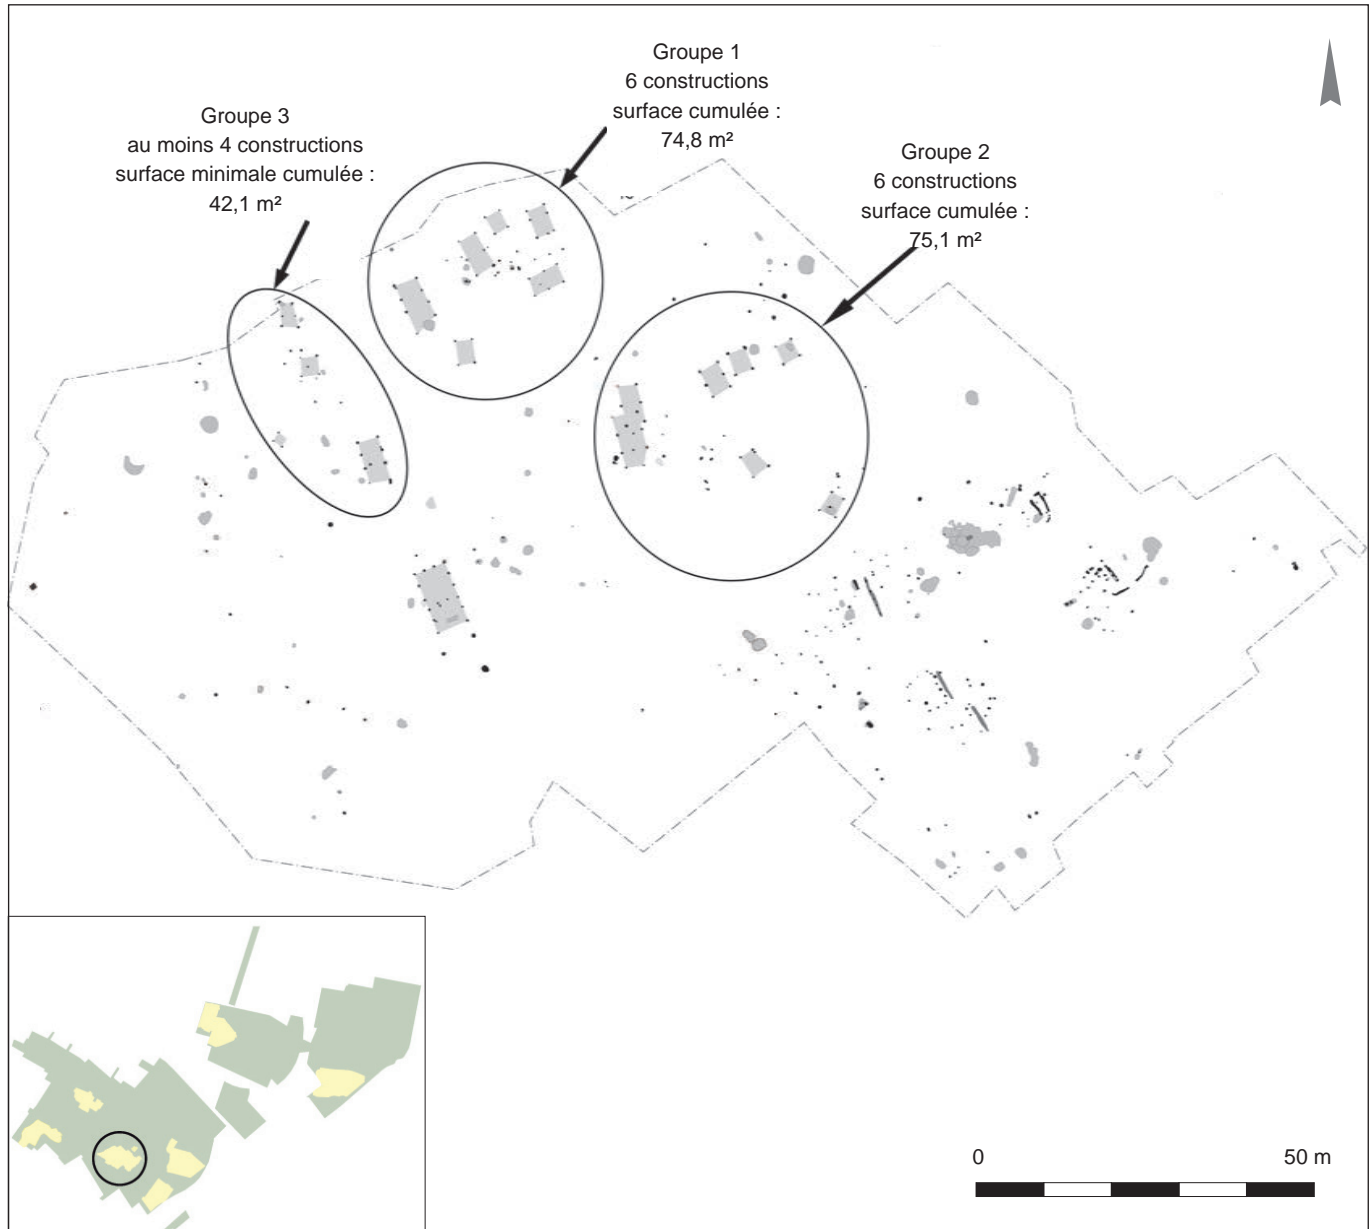 Groupe 1
6 constructions
surface cumulée :
74,8 m²
Groupe 3
au moins 4 constructions
surface minimale cumulée :
42,1 m²
Groupe 2
6 constructions
surface cumulée :
75,1 m²
0 50 m